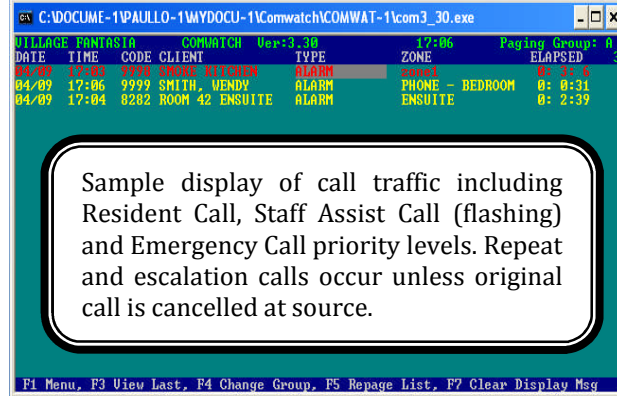 C:\DOCUME~1\PAULLO~1\MYDOCU~1\Comwatch\COMWAT~1\com3_30.exe
VILLAGE FANTASIA COMWATCH Ver:3.30 17:06 Paging Group: A
DATE TIME CODE CLIENT TYPE ZONE ELAPSED 3
04/09 17:03 9998 SMOKE KITCHEN ALARM zone1 0: 3: 6
04/09 17:06 9999 SMITH, WENDY ALARM PHONE - BEDROOM 0: 0:31
04/09 17:04 8282 ROOM 42 ENSUITE ALARM ENSUITE 0: 2:39
Sample display of call traffic including
Resident Call, Staff Assist Call (flashing)
and Emergency Call priority levels. Repeat
and escalation calls occur unless original
call is cancelled at source.
F1 Menu, F3 View Last, F4 Change Group, F5 Repage List, F7 Clear Display Msg